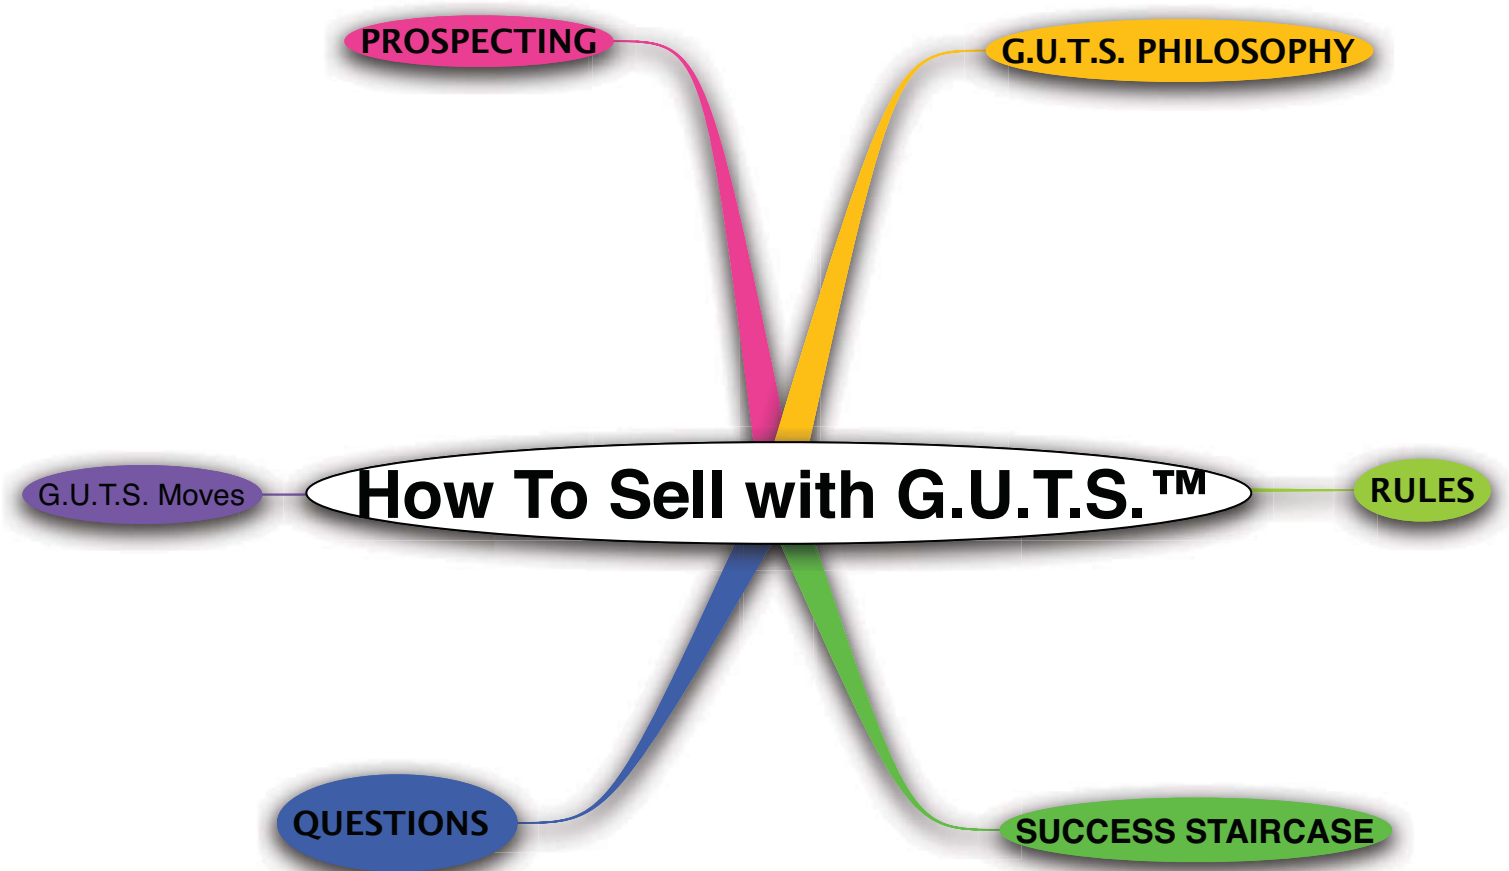 PROSPECTING
G.U.T.S. PHILOSOPHY
G.U.T.S. Moves
How To Sell with G.U.T.S.™
RULES
QUESTIONS
SUCCESS STAIRCASE